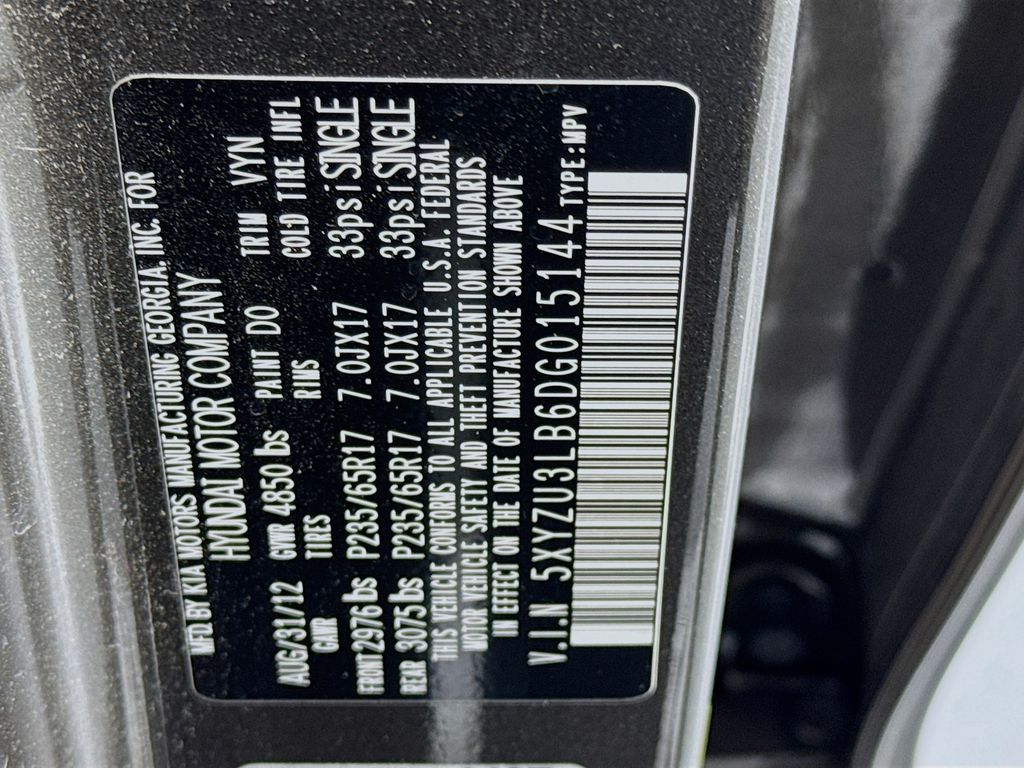 MFD BY KIA MOTORS MANUFACTURING GEORGIA. INC. FOR
HYUNDAI MOTOR COMPANY
AUG/31/12 GVWR 4850 lbs PAINT D0 TRIM VYN
GAWR TIRES RIMS COLD TIRE INFL
FRONT 2976 lbs P235/65R17 7.0JX17 33psi SINGLE
REAR 3075 lbs P235/65R17 7.0JX17 33psi SINGLE
THIS VEHICLE CONFORMS TO ALL APPLICABLE U.S.A. FEDERAL
MOTOR VEHICLE SAFETY AND THEFT PREVENTION STANDARDS
IN EFFECT ON THE DATE OF MANUFACTURE SHOWN ABOVE
V.I.N 5XYZU3LB6DG015144 TYPE:MPV